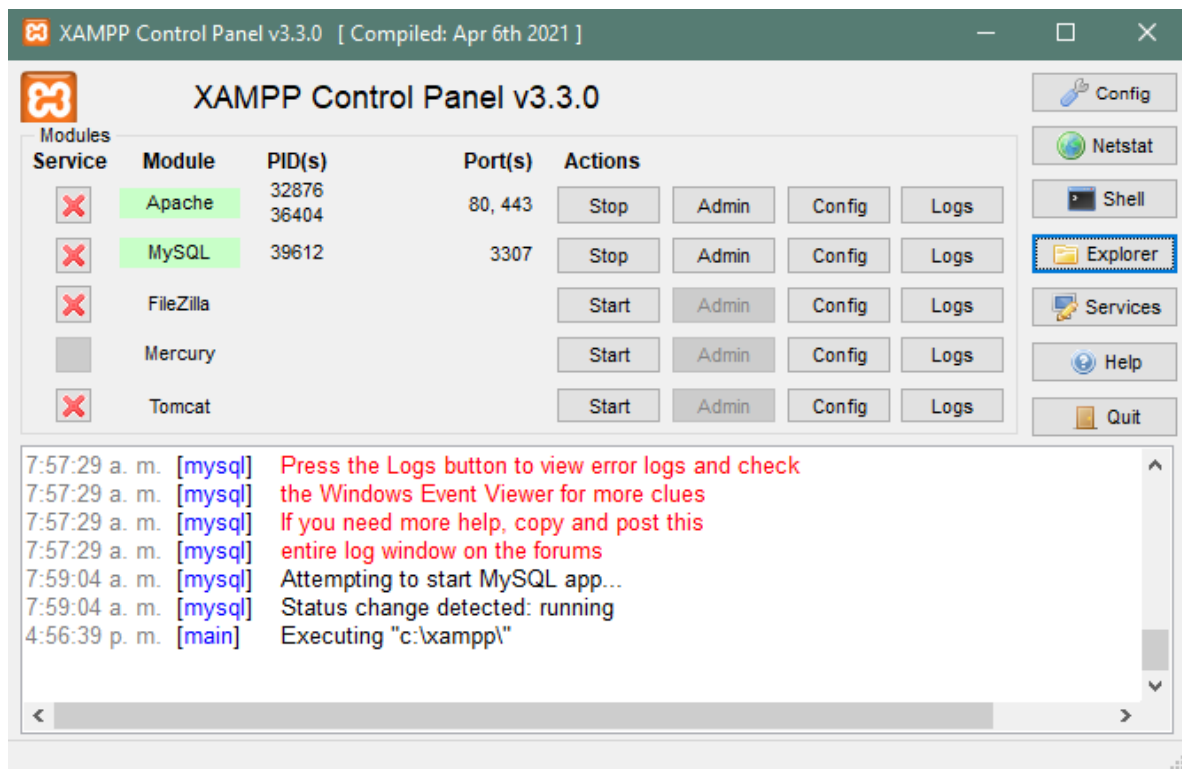 XAMPP Control Panel v3.3.0 [ Compiled: Apr 6th 2021 ]
XAMPP Control Panel v3.3.0
Config
Modules
Service Module PID(s) Port(s) Actions
Netstat
Apache 32876 36404 80, 443 Stop Admin Config Logs
Shell
MySQL 39612 3307 Stop Admin Config Logs
Explorer
FileZilla Start Admin Config Logs
Services
Mercury Start Admin Config Logs
Help
Tomcat Start Admin Config Logs
Quit
7:57:29 a. m. [mysql] Press the Logs button to view error logs and check
7:57:29 a. m. [mysql] the Windows Event Viewer for more clues
7:57:29 a. m. [mysql] If you need more help, copy and post this
7:57:29 a. m. [mysql] entire log window on the forums
7:59:04 a. m. [mysql] Attempting to start MySQL app...
7:59:04 a. m. [mysql] Status change detected: running
4:56:39 p. m. [main] Executing "c:\xampp\"